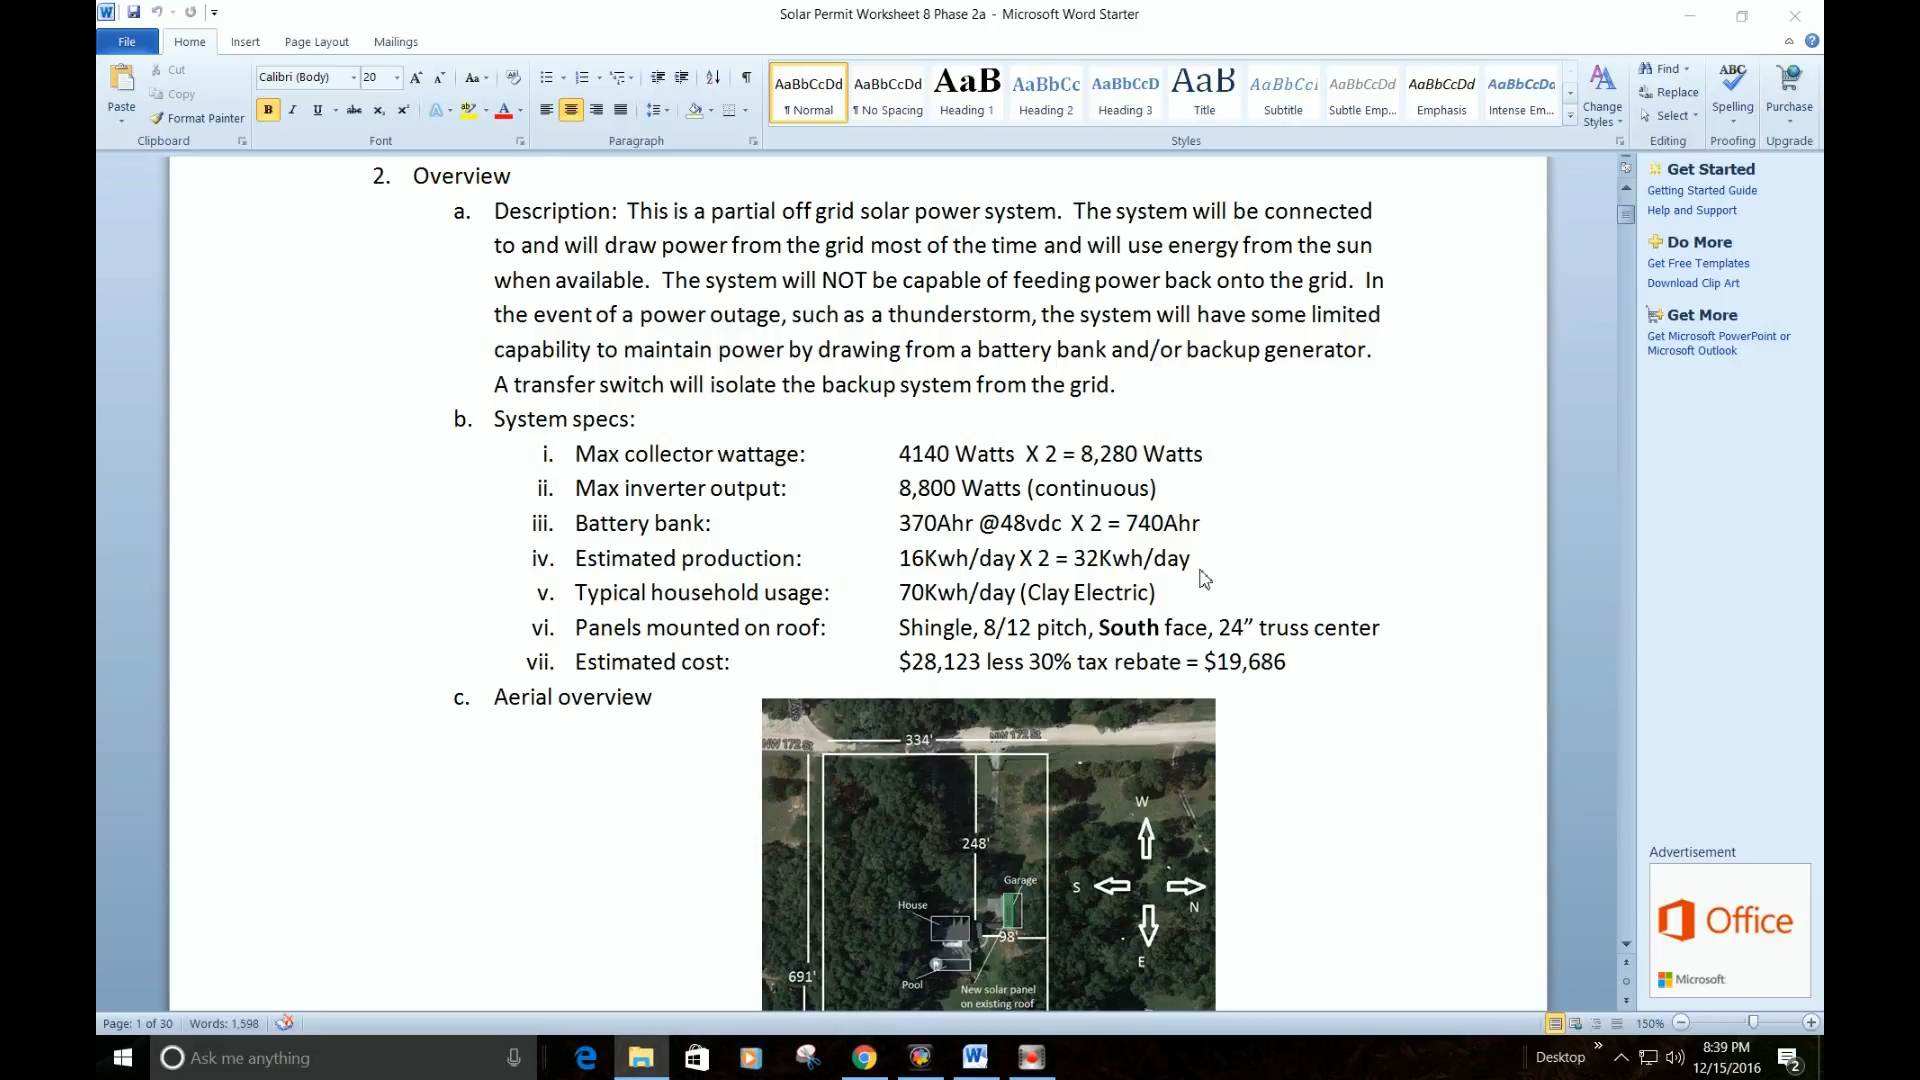 Solar Permit Worksheet 8 Phase 2a - Microsoft Word Starter
File Home Insert Page Layout Mailings
Paste
Cut
Copy
Format Painter
Clipboard
Calibri (Body) 20
Font
Paragraph
AaBbCcDd AaBbCcDd AaB AaBbCc AaBbCcD AaB AaBbCcI AaBbCcDd AaBbCcDd AaBbCcDd
¶ Normal ¶ No Spacing Heading 1 Heading 2 Heading 3 Title Subtitle Subtle Emp... Emphasis Intense Em...
Styles
Change Styles
Find
Replace
Select
Editing
ABC
Spelling
Proofing
Purchase
Upgrade
2. Overview
a. Description: This is a partial off grid solar power system. The system will be connected
to and will draw power from the grid most of the time and will use energy from the sun
when available. The system will NOT be capable of feeding power back onto the grid. In
the event of a power outage, such as a thunderstorm, the system will have some limited
capability to maintain power by drawing from a battery bank and/or backup generator.
A transfer switch will isolate the backup system from the grid.
b. System specs:
i. Max collector wattage: 4140 Watts X 2 = 8,280 Watts
ii. Max inverter output: 8,800 Watts (continuous)
iii. Battery bank: 370Ahr @48vdc X 2 = 740Ahr
iv. Estimated production: 16Kwh/day X 2 = 32Kwh/day
v. Typical household usage: 70Kwh/day (Clay Electric)
vi. Panels mounted on roof: Shingle, 8/12 pitch, South face, 24” truss center
vii. Estimated cost: $28,123 less 30% tax rebate = $19,686
c. Aerial overview
NW 172 St
334'
NW 172 St
W
248'
Garage
S
N
House
98'
E
691'
Pool
New solar panel
on existing roof
Get Started
Getting Started Guide
Help and Support
Do More
Get Free Templates
Download Clip Art
Get More
Get Microsoft PowerPoint or
Microsoft Outlook
Advertisement
Office
Microsoft
Page: 1 of 30 Words: 1,598
150%
Ask me anything
Desktop
8:39 PM
12/15/2016
2